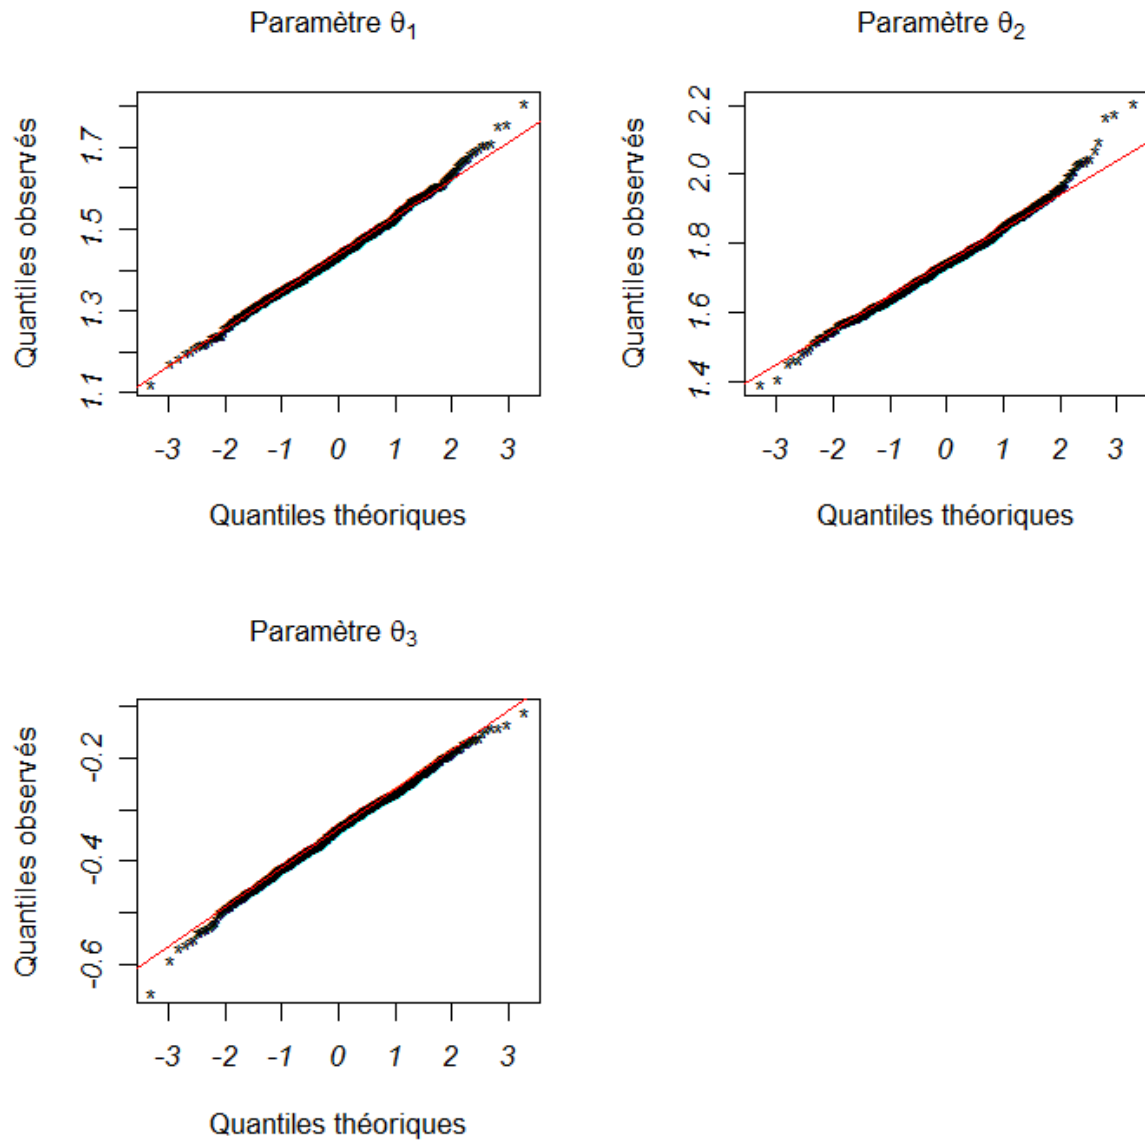 Paramètre θ1
Quantiles observés
1.1 1.3 1.5 1.7
-3 -2 -1 0 1 2 3
Quantiles théoriques
Paramètre θ2
Quantiles observés
1.4 1.6 1.8 2.0 2.2
-3 -2 -1 0 1 2 3
Quantiles théoriques
Paramètre θ3
Quantiles observés
-0.6 -0.4 -0.2
-3 -2 -1 0 1 2 3
Quantiles théoriques